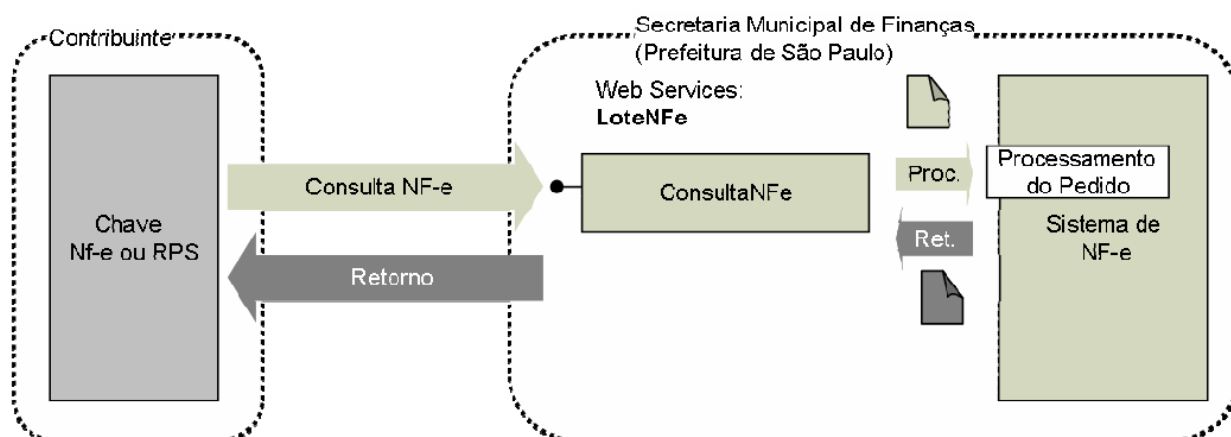 Contribuinte
Secretaria Municipal de Finanças
(Prefeitura de São Paulo)
Web Services:
LoteNFe
Chave
Nf-e ou RPS
Consulta NF-e
Retorno
ConsultaNFe
Proc.
Ret.
Processamento
do Pedido
Sistema de
NF-e